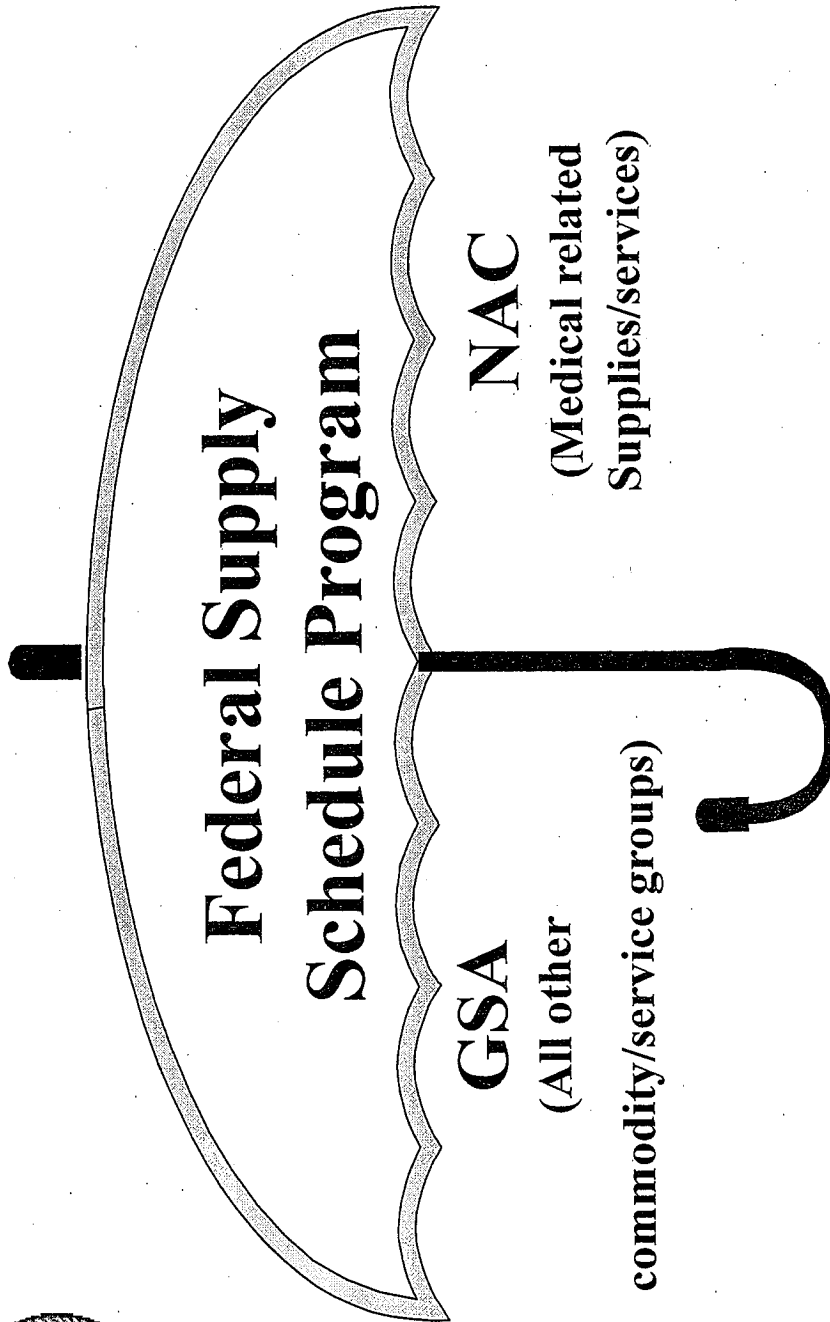 Federal Supply
Schedule Program
GSA
(All other
commodity/service groups)
NAC
(Medical related
Supplies/services)